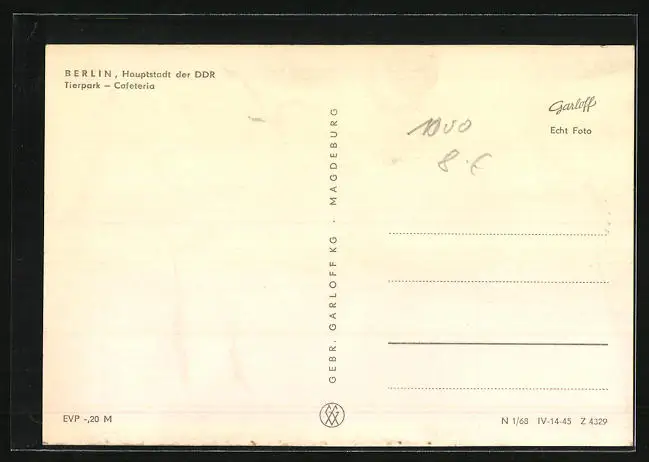 BERLIN, Hauptstadt der DDR
Tierpark – Cafeteria
GEBR. GARLOFF KG · MAGDEBURG
Garloff
Echt Foto
8.€
EVP -,20 M
N 1/68 IV-14-45 Z 4329